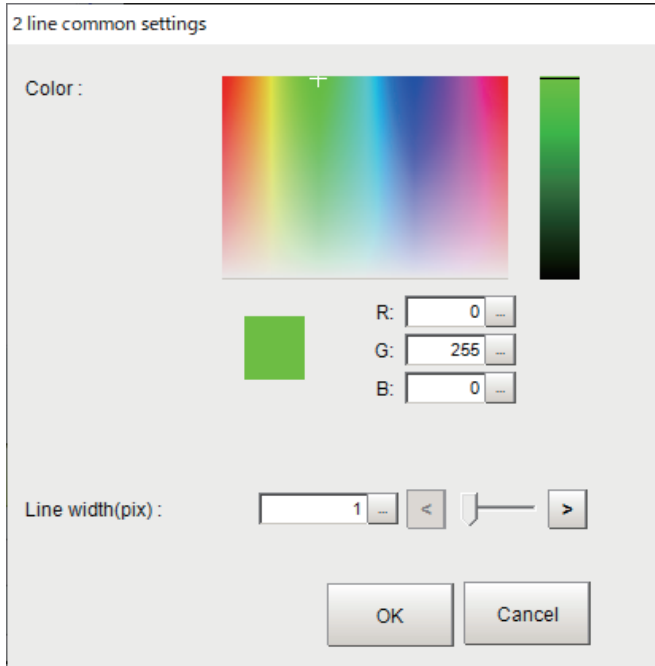 2 line common settings
Color :
R: 0 ...
G: 255 ...
B: 0 ...
Line width(pix) : 1 ... < >
OK Cancel